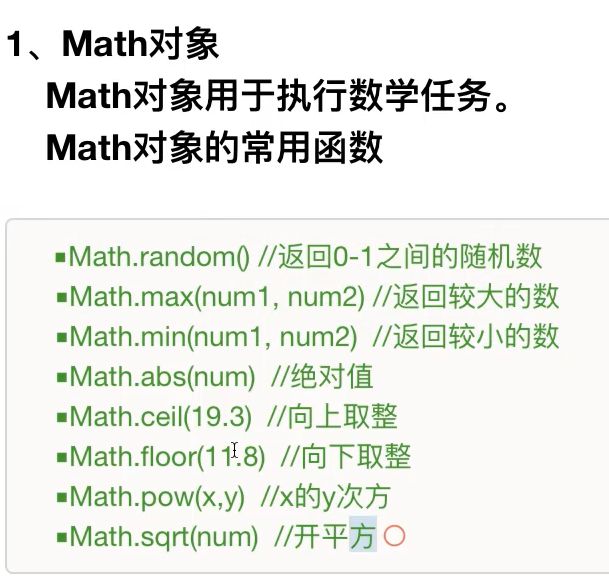 1、Math对象
Math对象用于执行数学任务。
Math对象的常用函数
▪Math.random() //返回0-1之间的随机数
▪Math.max(num1, num2) //返回较大的数
▪Math.min(num1, num2)  //返回较小的数
▪Math.abs(num)  //绝对值
▪Math.ceil(19.3)  //向上取整
▪Math.floor(11.8)  //向下取整
▪Math.pow(x,y)  //x的y次方
▪Math.sqrt(num)  //开平方